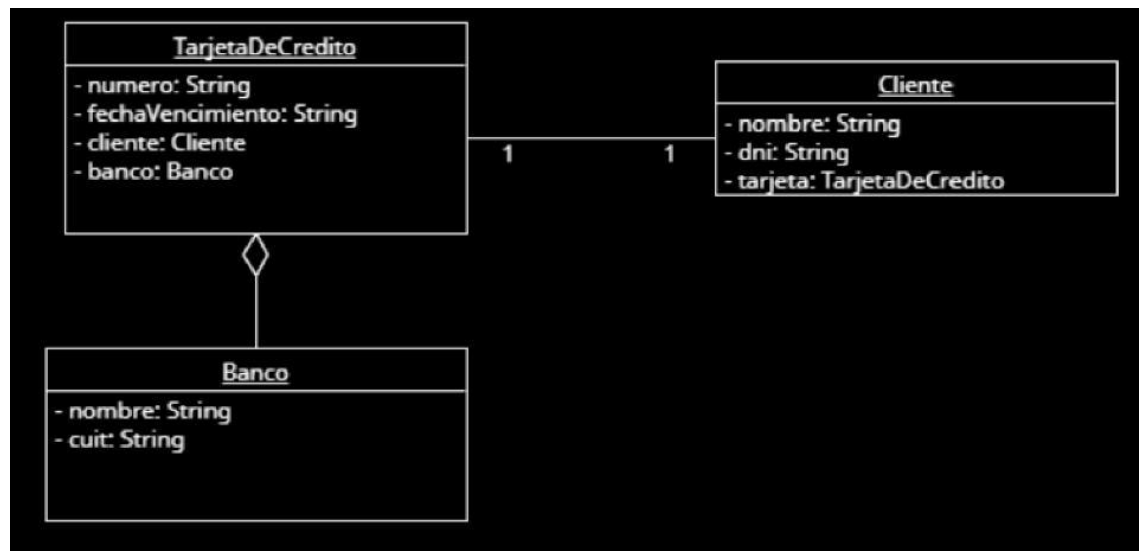 TarjetaDeCredito
- numero: String
- fechaVencimiento: String
- cliente: Cliente
- banco: Banco
1
1
Cliente
- nombre: String
- dni: String
- tarjeta: TarjetaDeCredito
Banco
- nombre: String
- cuit: String